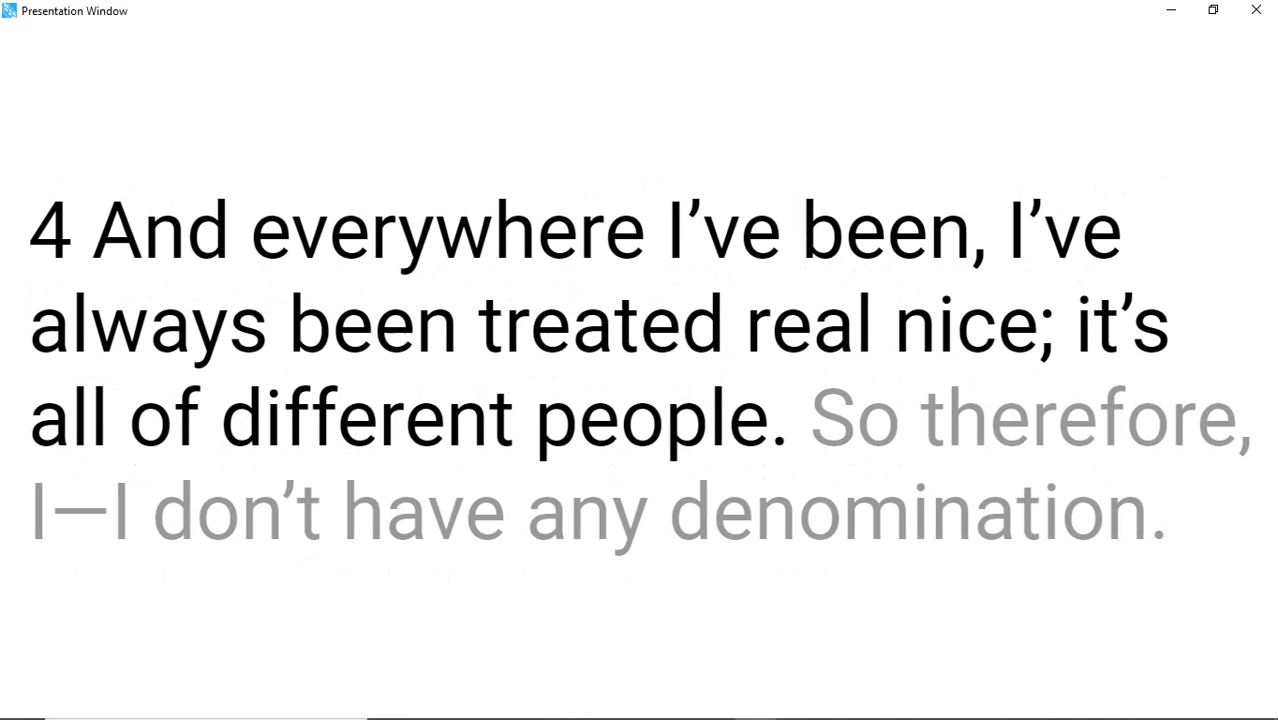 Presentation Window
4 And everywhere I’ve been, I’ve
always been treated real nice; it’s
all of different people. So therefore,
I—I don’t have any denomination.